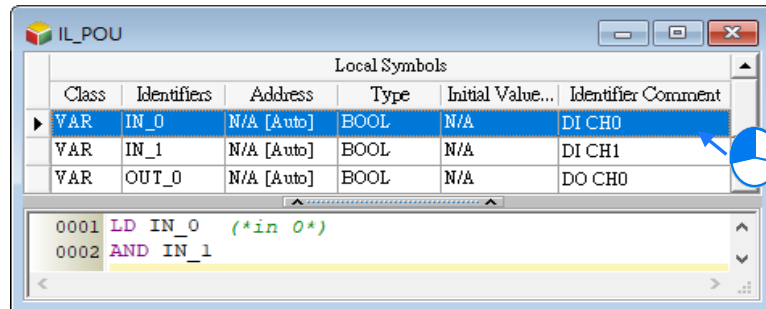 IL_POU
Local Symbols
Class Identifiers Address Type Initial Value... Identifier Comment
VAR IN_0 N/A [Auto] BOOL N/A DI CH0
VAR IN_1 N/A [Auto] BOOL N/A DI CH1
VAR OUT_0 N/A [Auto] BOOL N/A DO CH0
0001 LD IN_0 (*in 0*)
0002 AND IN_1